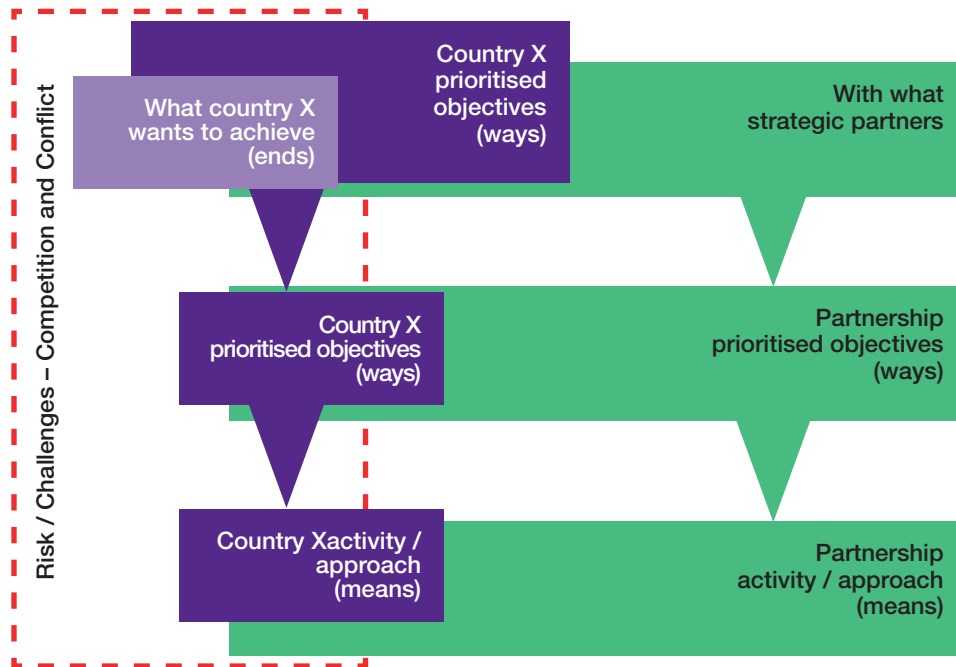 Risk / Challenges – Competition and Conflict
What country X
wants to achieve
(ends)
Country X
prioritised
objectives
(ways)
With what
strategic partners
Country X
prioritised objectives
(ways)
Partnership
prioritised objectives
(ways)
Country Xactivity /
approach
(means)
Partnership
activity / approach
(means)